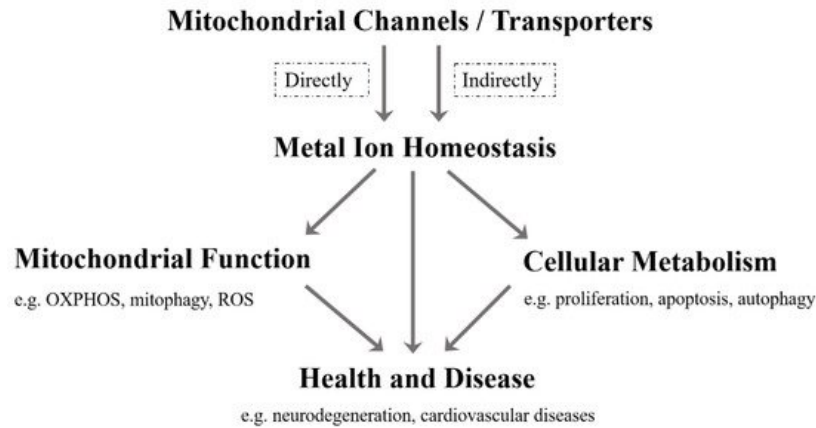 Mitochondrial Channels / Transporters
Directly
Indirectly
Metal Ion Homeostasis
Mitochondrial Function
e.g. OXPHOS, mitophagy, ROS
Cellular Metabolism
e.g. proliferation, apoptosis, autophagy
Health and Disease
e.g. neurodegeneration, cardiovascular diseases